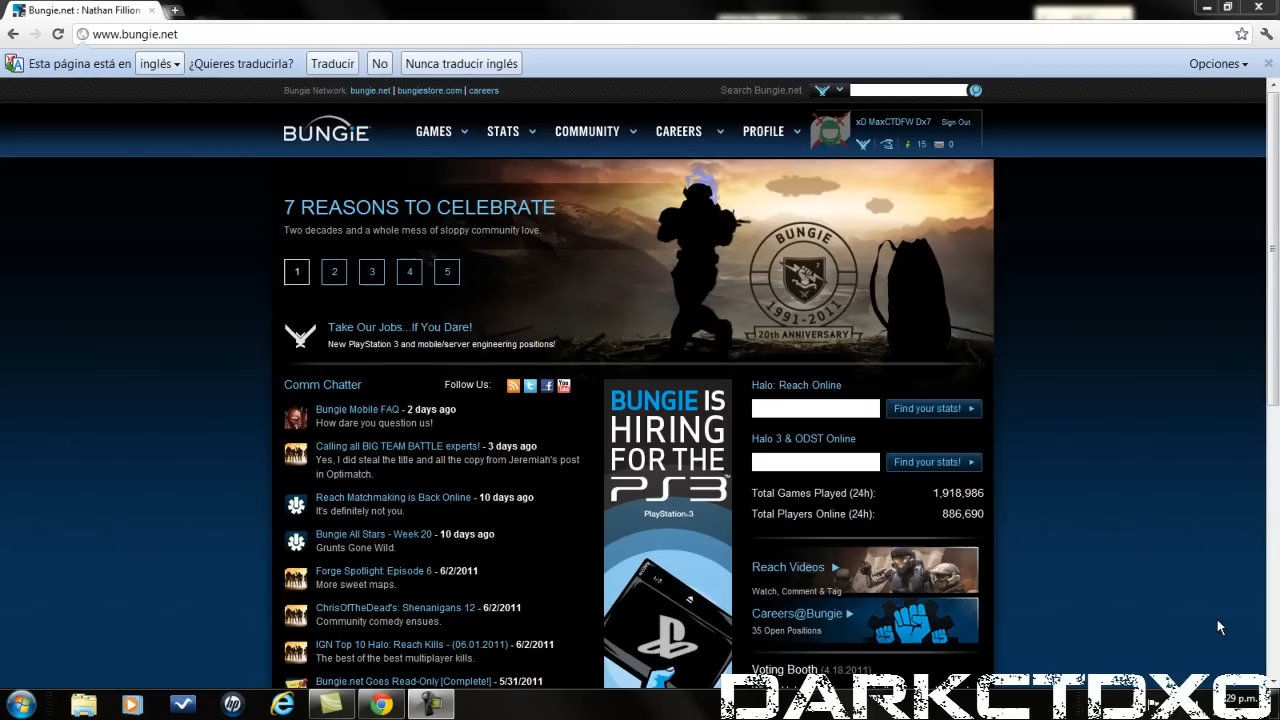 Bungie.net : Nathan Fillion
www.bungie.net
Esta página está en inglés ¿Quieres traducirla? Traducir No Nunca traducir inglés Opciones
Bungie Network: bungie.net | bungiestore.com | careers Search Bungie.net
BUNGIE GAMES STATS COMMUNITY CAREERS PROFILE
xD MaxCTDFW Dx7 Sign Out
15 0
7 REASONS TO CELEBRATE
Two decades and a whole mess of sloppy community love.
1 2 3 4 5
BUNGIE
7
1991-2011
20th ANNIVERSARY
Take Our Jobs...If You Dare!
New PlayStation 3 and mobile/server engineering positions!
Comm Chatter Follow Us: You Tube
Bungie Mobile FAQ - 2 days ago
How dare you question us!
Calling all BIG TEAM BATTLE experts! - 3 days ago
Yes, I did steal the title and all the copy from Jeremiah's post
in Optimatch.
Reach Matchmaking is Back Online - 10 days ago
It's definitely not you.
Bungie All Stars - Week 20 - 10 days ago
Grunts Gone Wild.
Forge Spotlight: Episode 6 - 6/2/2011
More sweet maps.
ChrisOfTheDead's: Shenanigans 12 - 6/2/2011
Community comedy ensues.
IGN Top 10 Halo: Reach Kills - (06.01.2011) - 6/2/2011
The best of the best multiplayer kills.
Bungie.net Goes Read-Only [Complete!] - 5/31/2011
BUNGIE IS
HIRING
FOR THE
PS3
PlayStation®3
Halo: Reach Online
Find your stats!
Halo 3 & ODST Online
Find your stats!
Total Games Played (24h): 1,918,986
Total Players Online (24h): 886,690
Reach Videos
Watch, Comment & Tag
Careers@Bungie
35 Open Positions
Voting Booth (4.18.2011)
hp
:29 p.m.
DARKCTDXC